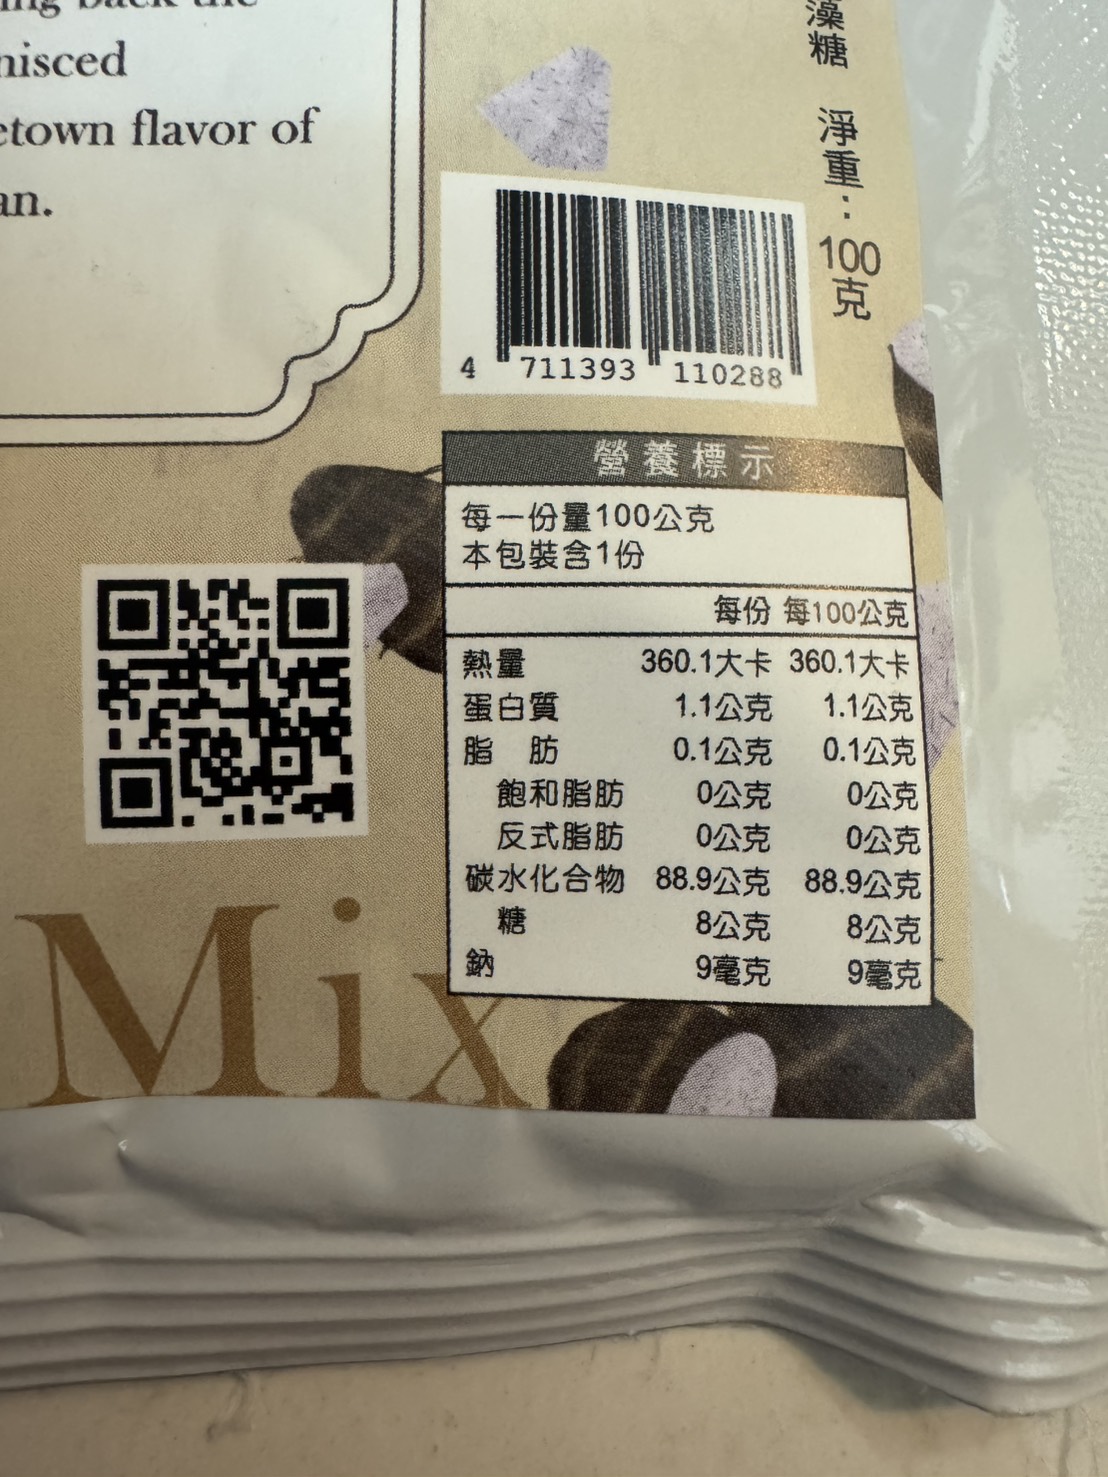 nisced
etown flavor of
an.
藻糖 淨重：100克
4 711393 110288
營養標示
每一份量100公克
本包裝含1份
每份 每100公克
熱量 360.1大卡 360.1大卡
蛋白質 1.1公克 1.1公克
脂 肪 0.1公克 0.1公克
飽和脂肪 0公克 0公克
反式脂肪 0公克 0公克
碳水化合物 88.9公克 88.9公克
糖 8公克 8公克
鈉 9毫克 9毫克
Mix